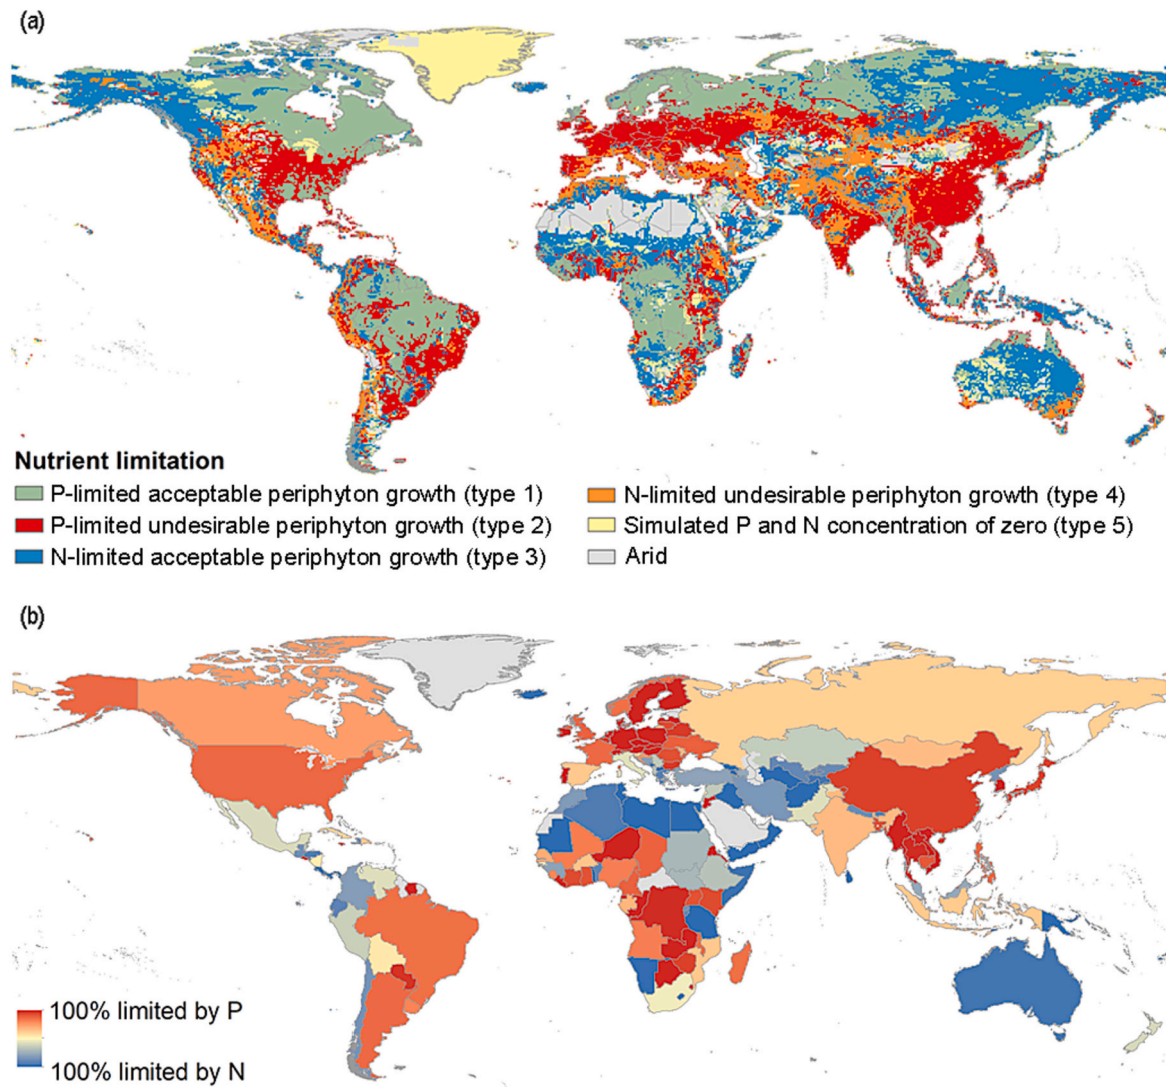 (a)
Nutrient limitation
P-limited acceptable periphyton growth (type 1)
P-limited undesirable periphyton growth (type 2)
N-limited acceptable periphyton growth (type 3)
N-limited undesirable periphyton growth (type 4)
Simulated P and N concentration of zero (type 5)
Arid
(b)
100% limited by P
100% limited by N